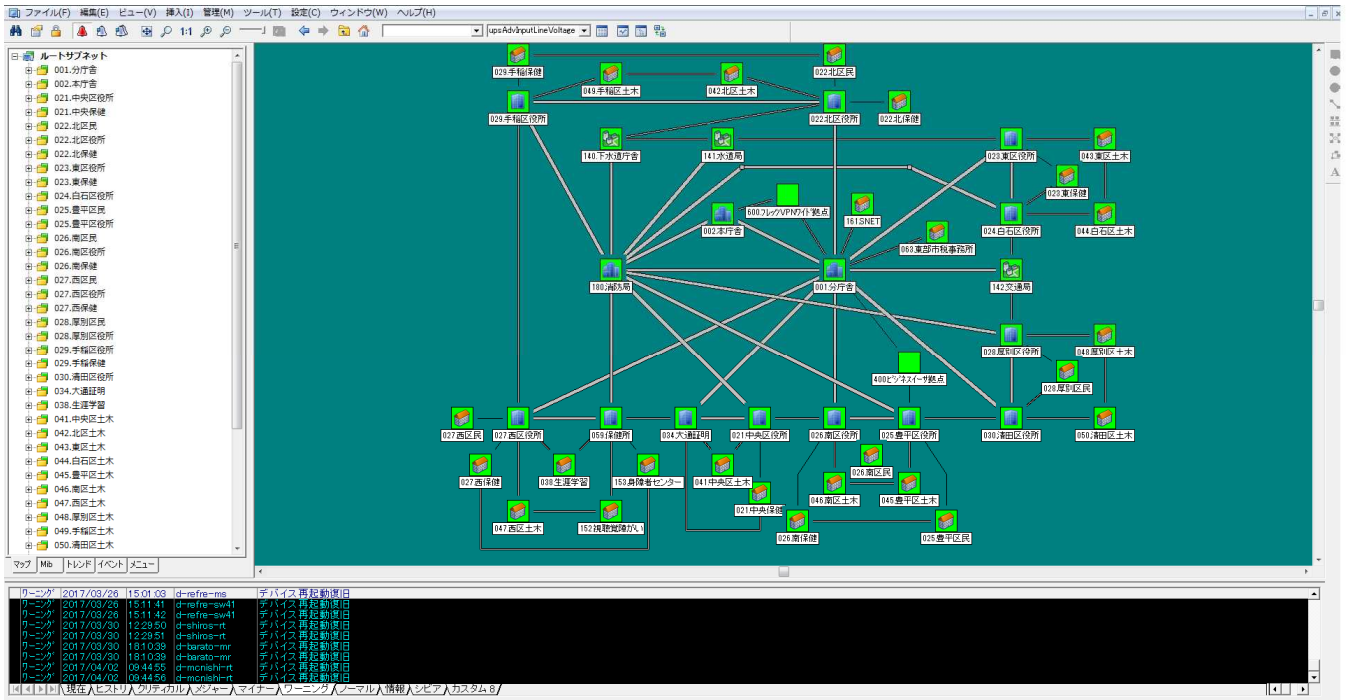 ファイル(F) 編集(E) ビュー(V) 挿入(I) 管理(M) ツール(T) 設定(C) ウィンドウ(W) ヘルプ(H)
1:1 upsAdvInputLineVoltage
ルートサブネット
001.分庁舎
002.本庁舎
021.中央区役所
021.中央保健
022.北区民
022.北区役所
022.北保健
023.東区役所
023.東保健
024.白石区役所
025.豊平区民
025.豊平区役所
026.南区民
026.南区役所
026.南保健
027.西区民
027.西区役所
027.西保健
028.厚別区民
028.厚別区役所
029.手稲区役所
029.手稲保健
030.清田区役所
034.大通証明
038.生涯学習
041.中央区土木
042.北区土木
043.東区土木
044.白石区土木
045.豊平区土木
046.南区土木
047.西区土木
048.厚別区土木
049.手稲区土木
050.清田区土木
マップ Mib トレンド イベント メニュー
029.手稲保健 022.北区民
049.手稲区土木 042.北区土木
029.手稲区役所 022.北区役所 022.北保健
140.下水道庁舎 141.水道局 023.東区役所 043.東区土木
023.東保健
600.フレッツVPNワイド拠点 161.SNET
002.本庁舎 024.白石区役所 044.白石区土木
063.東部市税事務所
180.消防局 001.分庁舎 142.交通局
028.厚別区役所 048.厚別区土木
400ビジネスイーサ拠点 028.厚別区民
027.西区民 027.西区役所 059.保健所 034.大通証明 021.中央区役所 026.南区役所 025.豊平区役所 030.清田区役所 050.清田区土木
026.南区民
027.西保健 038.生涯学習 153.身障者センター 041.中央区土木
046.南区土木 045.豊平区土木
021.中央保健
047.西区土木 152.視聴覚障がい
026.南保健 025.豊平区民
ワーニング 2017/03/26 15:01:03 d-refre-ms デバイス再起動復旧
ワーニング 2017/03/26 15:11:41 d-refre-sw41 デバイス再起動復旧
ワーニング 2017/03/26 15:11:42 d-refre-sw41 デバイス再起動復旧
ワーニング 2017/03/30 12:29:50 d-shiros-rt デバイス再起動復旧
ワーニング 2017/03/30 12:29:51 d-shiros-rt デバイス再起動復旧
ワーニング 2017/03/30 18:10:39 d-barato-mr デバイス再起動復旧
ワーニング 2017/03/30 18:10:39 d-barato-mr デバイス再起動復旧
ワーニング 2017/04/02 09:44:55 d-mcnishi-rt デバイス再起動復旧
ワーニング 2017/04/02 09:44:56 d-mcnishi-rt デバイス再起動復旧
現在 ヒストリ クリティカル メジャー マイナー ワーニング ノーマル 情報 シビア カスタム 8